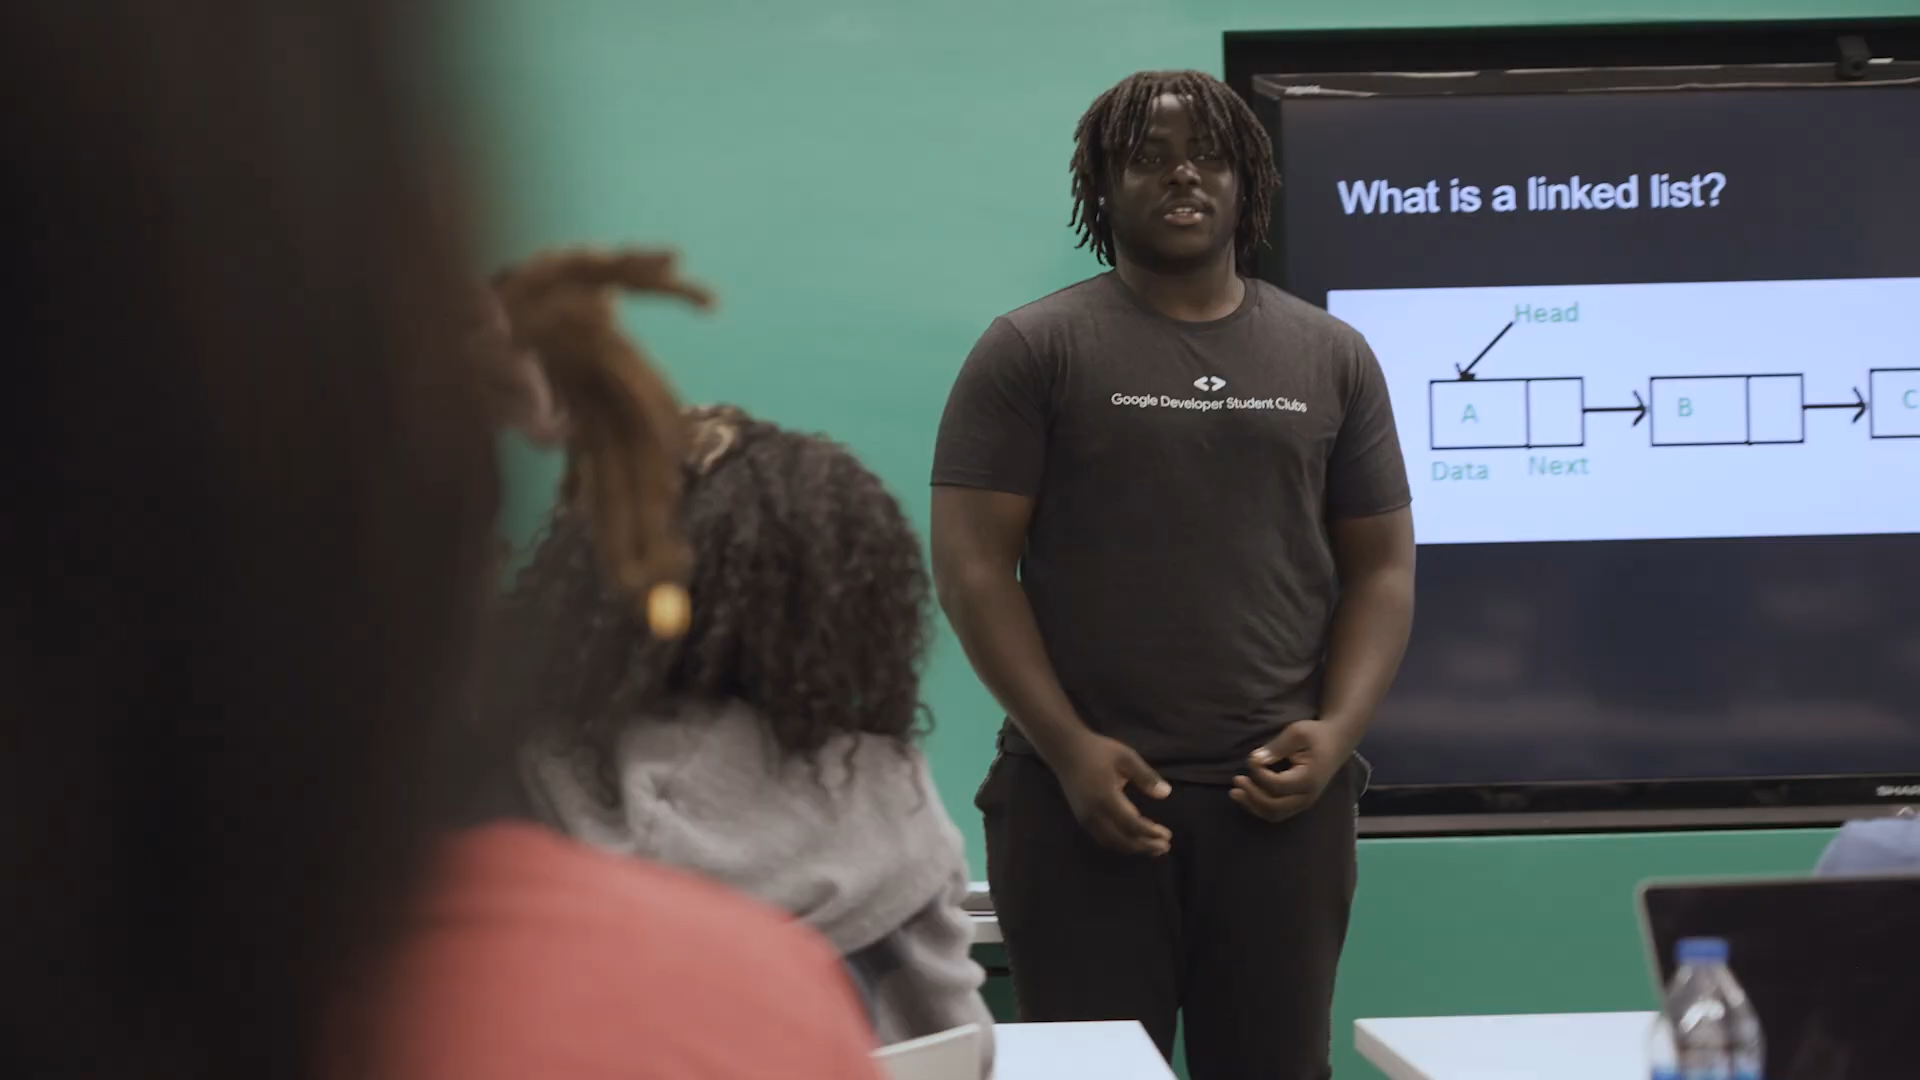 What is a linked list?
Head
A
B
C
Data Next
<> 
Google Developer Student Clubs